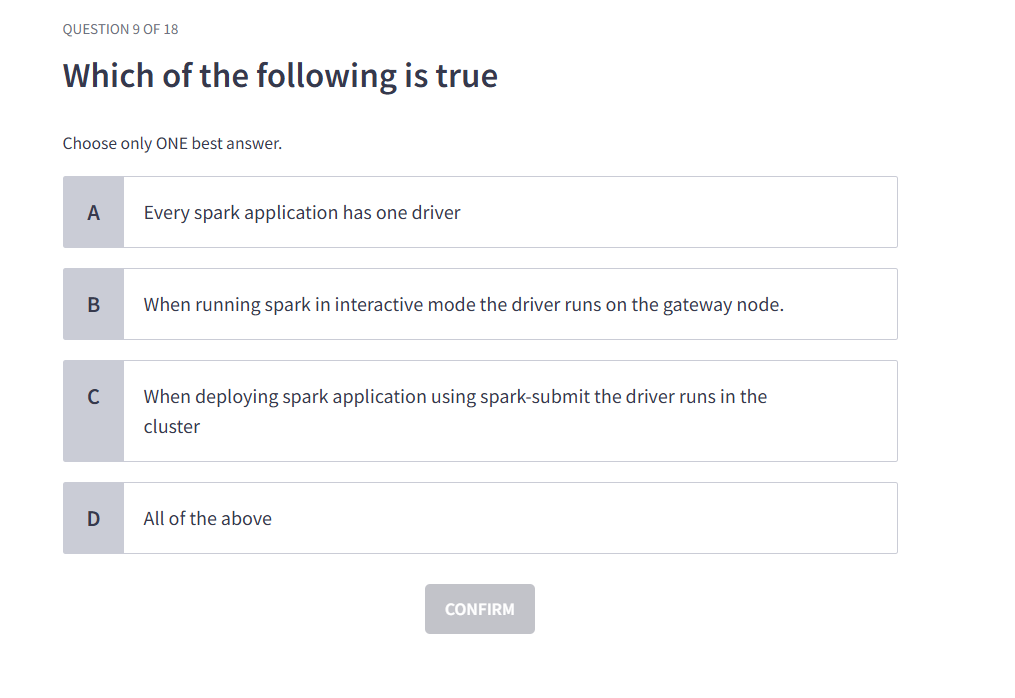 QUESTION 9 OF 18
Which of the following is true
Choose only ONE best answer.
A
Every spark application has one driver
B
When running spark in interactive mode the driver runs on the gateway node.
C
When deploying spark application using spark-submit the driver runs in the
cluster
D
All of the above
CONFIRM